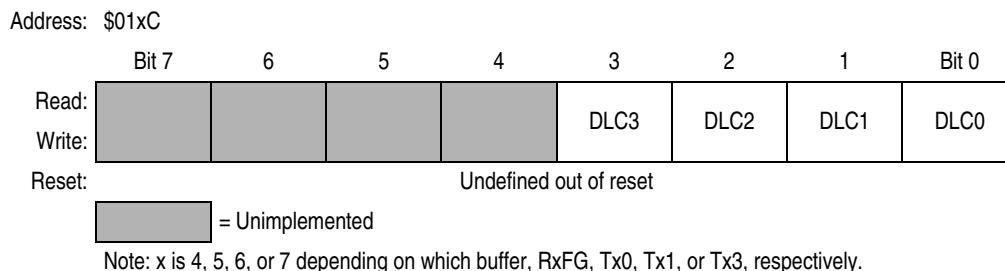 Address: $01xC
Bit 7 6 5 4 3 2 1 Bit 0
Read:
DLC3 DLC2 DLC1 DLC0
Write:
Reset: Undefined out of reset
= Unimplemented
Note: x is 4, 5, 6, or 7 depending on which buffer, RxFG, Tx0, Tx1, or Tx3, respectively.